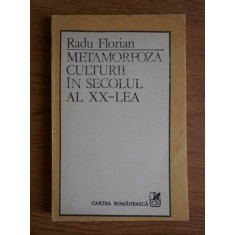 Radu Florian
METAMORFOZA
CULTURII
ÎN SECOLUL
AL XX-LEA
CARTEA ROMÂNEASCĂ